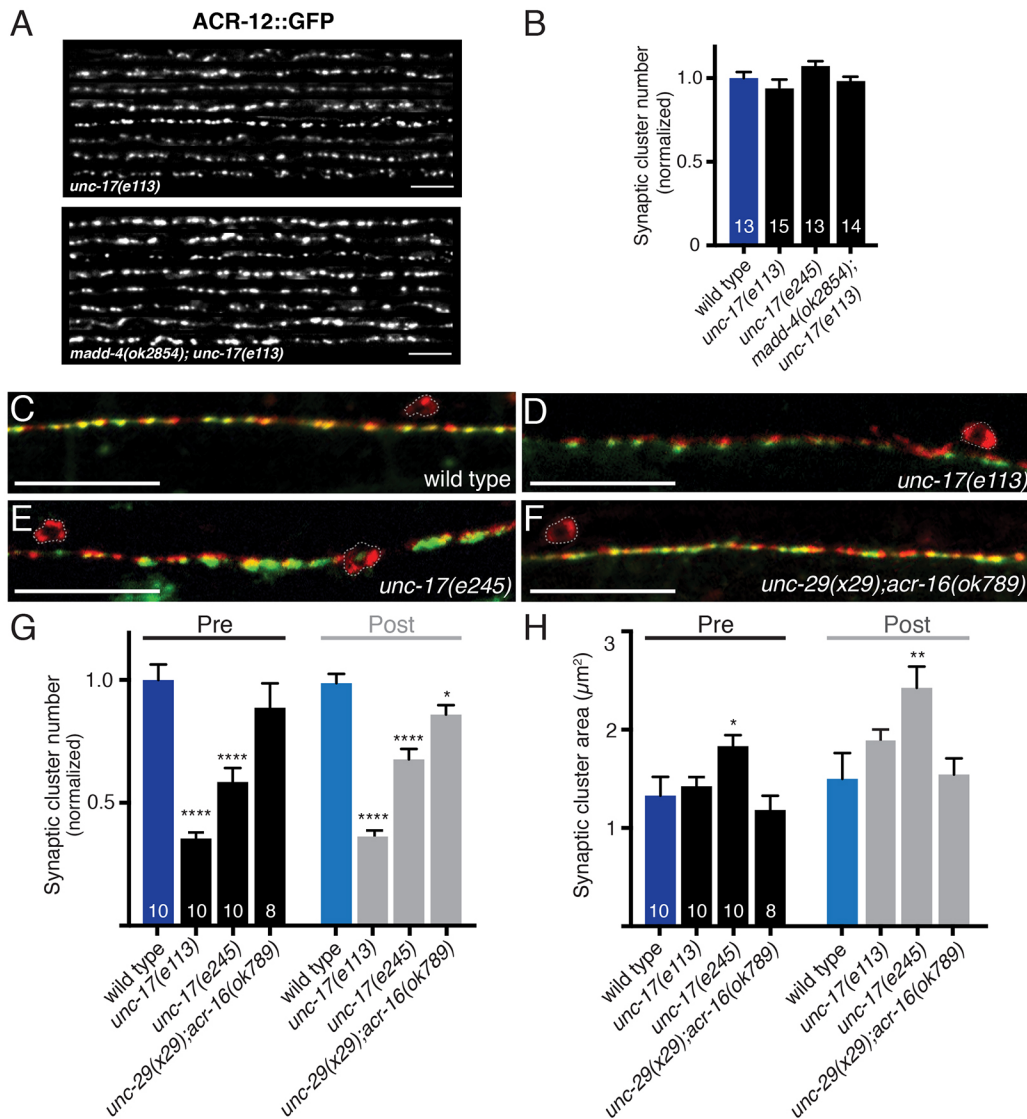 A
ACR-12::GFP
unc-17(e113)
madd-4(ok2854); unc-17(e113)
B
Synaptic cluster number
(normalized)
1.0
0.5
0
13
15
13
14
wild type
unc-17(e113)
unc-17(e245)
madd-4(ok2854);
unc-17(e113)
C
wild type
D
unc-17(e113)
E
unc-17(e245)
F
unc-29(x29);acr-16(ok789)
G
Pre
Post
Synaptic cluster number
(normalized)
1.0
0.5
****
****
****
****
*
10
10
10
8
wild type
unc-17(e113)
unc-17(e245)
unc-29(x29);acr-16(ok789)
wild type
unc-17(e113)
unc-17(e245)
unc-29(x29);acr-16(ok789)
H
Pre
Post
Synaptic cluster area (µm²)
3
2
1
*
**
10
10
10
8
wild type
unc-17(e113)
unc-17(e245)
unc-29(x29);acr-16(ok789)
wild type
unc-17(e113)
unc-17(e245)
unc-29(x29);acr-16(ok789)